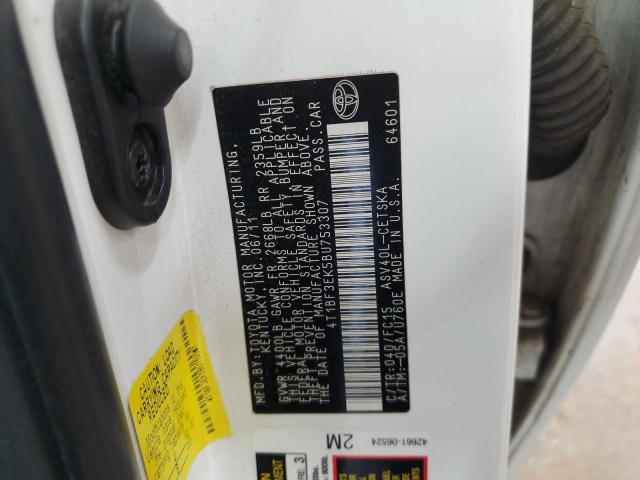 MFD.BY:TOYOTA MOTOR MANUFACTURING,
KENTUCKY, INC. 06/11
GVWR 4400LB GAWR FR 2668LB RR 2359LB
THIS VEHICLE CONFORMS TO ALL APPLICABLE
FEDERAL MOTOR VEHICLE SAFETY BUMPER AND
THEFT PREVENTION STANDARDS IN EFFECT ON
THE DATE OF MANUFACTURE SHOWN ABOVE.
4T1BF3EK5BU753307 PASS.CAR
C/TR:040/FC15 ASV40L-CETSKA
A/TM:-05A/U760E MADE IN U.S.A.
64601
42661-06524
2M
CAUTION: LOAD